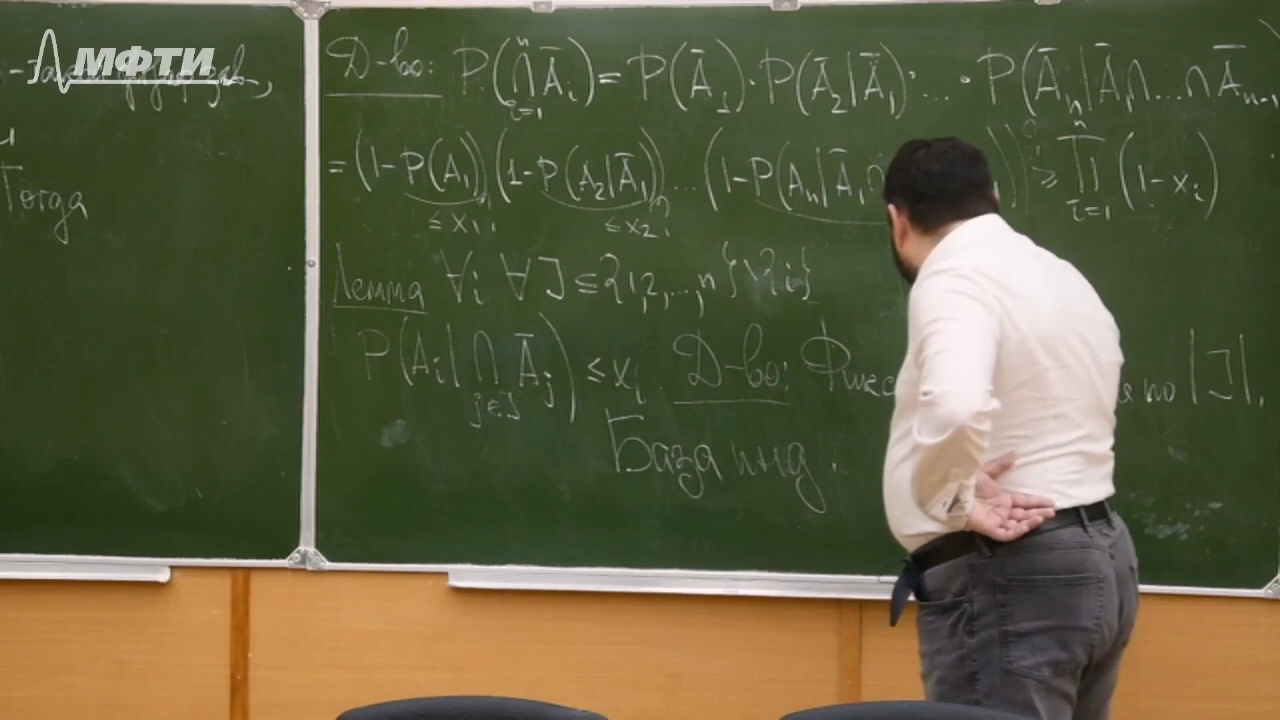 МФТИ
Тогда
Д-во: P(⋂_{i=1}^{n} Ā_i) = P(Ā_1)·P(Ā_2|Ā_1)·...·P(Ā_n|Ā_1∩...∩Ā_{n-1}
=(1-P(A_1))(1-P(A_2|Ā_1))...(1-P(A_n|Ā_1∩ )) ≥ ∏_{i=1}^{n} (1-x_i)
≤x_1 ≤x_2
Лемма ∀i ∀J ⊆{1,2,...,n}\{i}
P(A_i|⋂_{j∈J} Ā_j) ≤ x_i. Д-во: по |J|.
База инд.